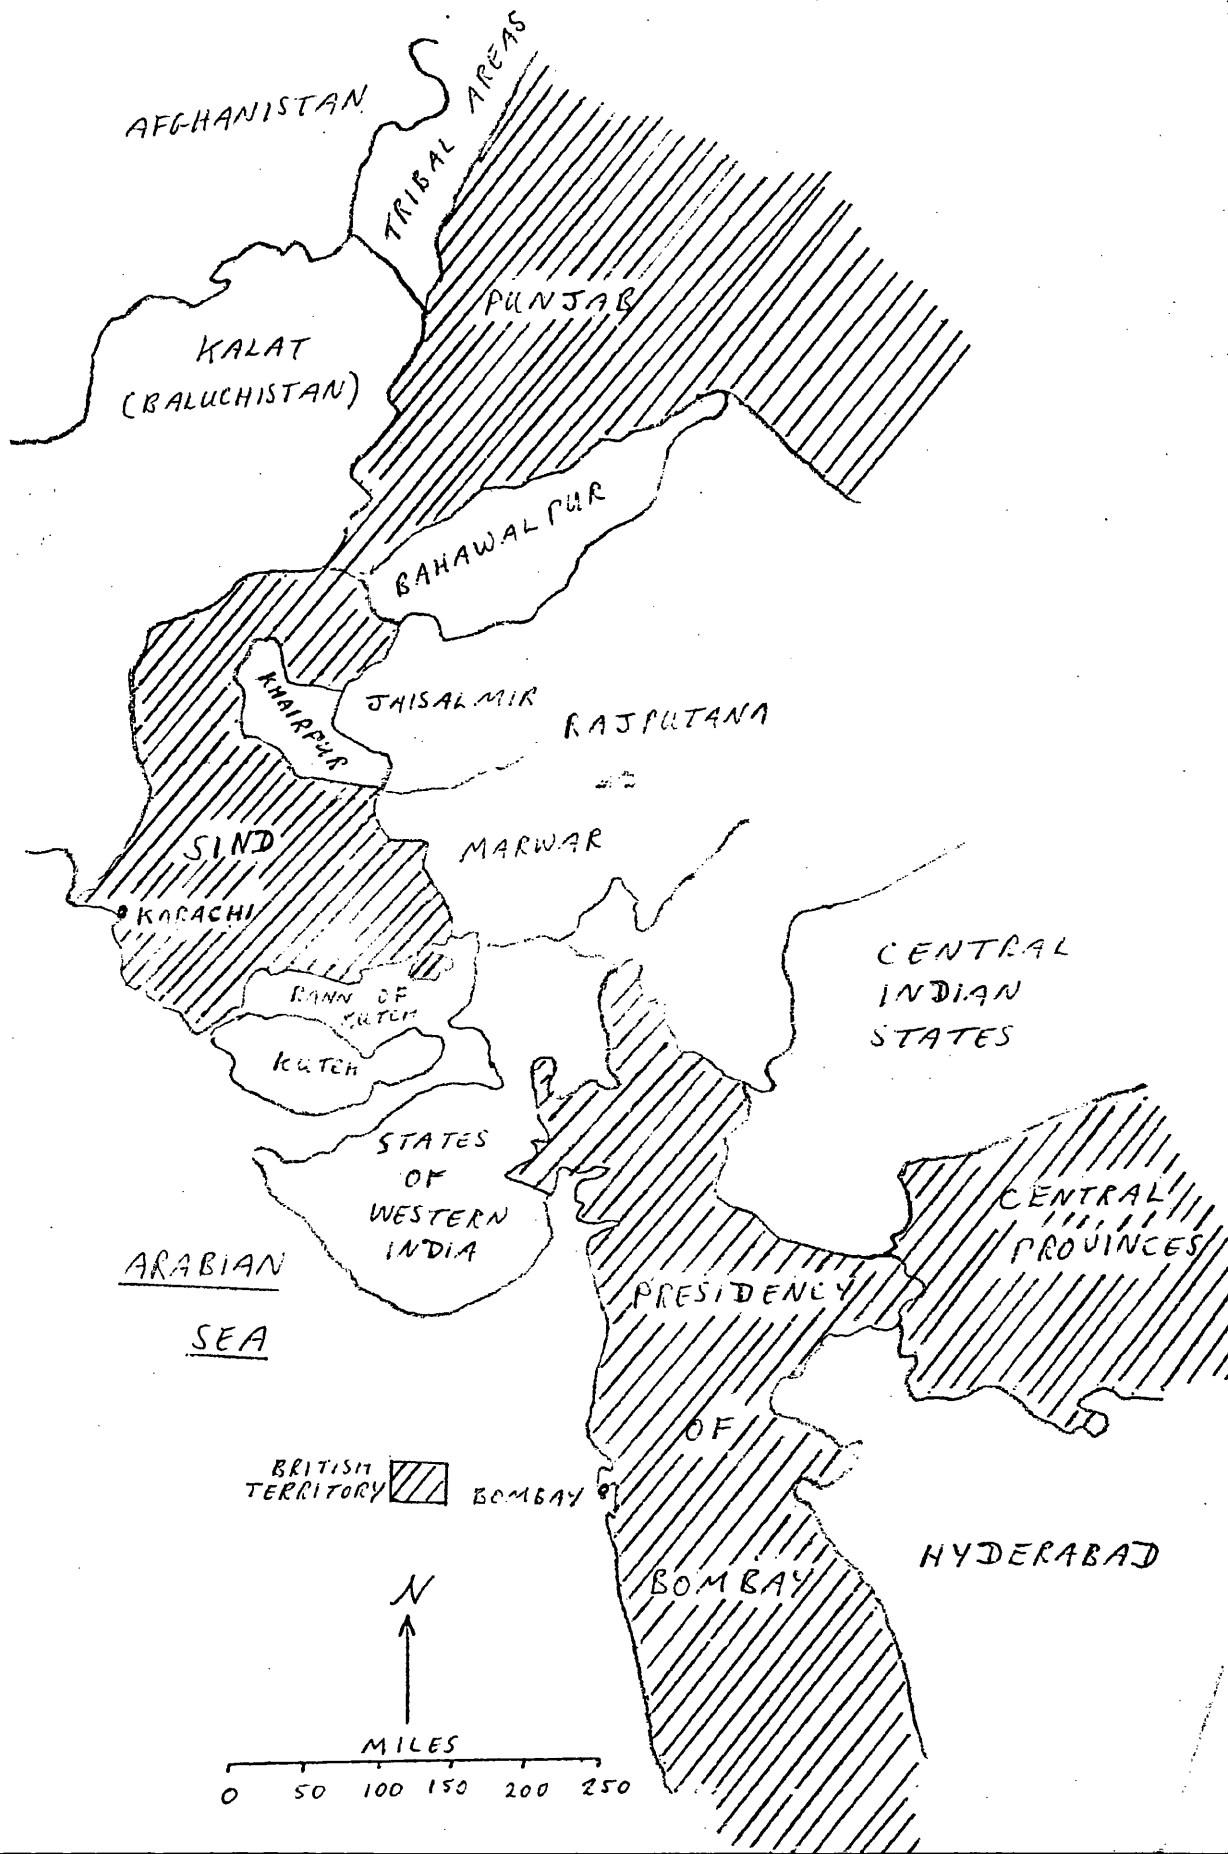 AFGHANISTAN
TRIBAL AREAS
PUNJAB
KALAT
(BALUCHISTAN)
BAHAWALPUR
KHAIRPUR
JAISALMIR
RAJPUTANA
SIND
MARWAR
KARACHI
CENTRAL
INDIAN
STATES
RANN OF
KUTCH
KUTCH
STATES
OF
WESTERN
INDIA
CENTRAL
PROVINCES
ARABIAN
SEA
PRESIDENCY
OF
BOMBAY
BRITISH
TERRITORY
BOMBAY
HYDERABAD
N
MILES
0 50 100 150 200 250